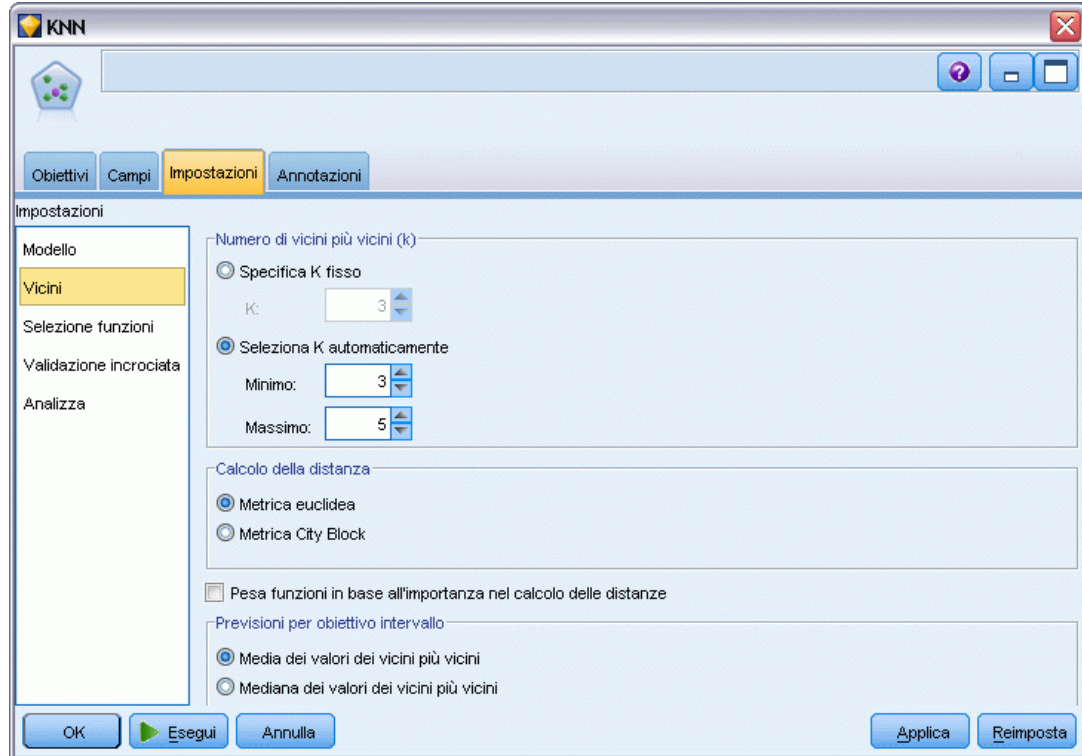 KNN
Obiettivi Campi Impostazioni Annotazioni
Impostazioni
Modello
Vicini
Selezione funzioni
Validazione incrociata
Analizza
Numero di vicini più vicini (k)
Specifica K fisso
K: 3
Seleziona K automaticamente
Minimo: 3
Massimo: 5
Calcolo della distanza
Metrica euclidea
Metrica City Block
Pesa funzioni in base all'importanza nel calcolo delle distanze
Previsioni per obiettivo intervallo
Media dei valori dei vicini più vicini
Mediana dei valori dei vicini più vicini
OK Esegui Annulla Applica Reimposta